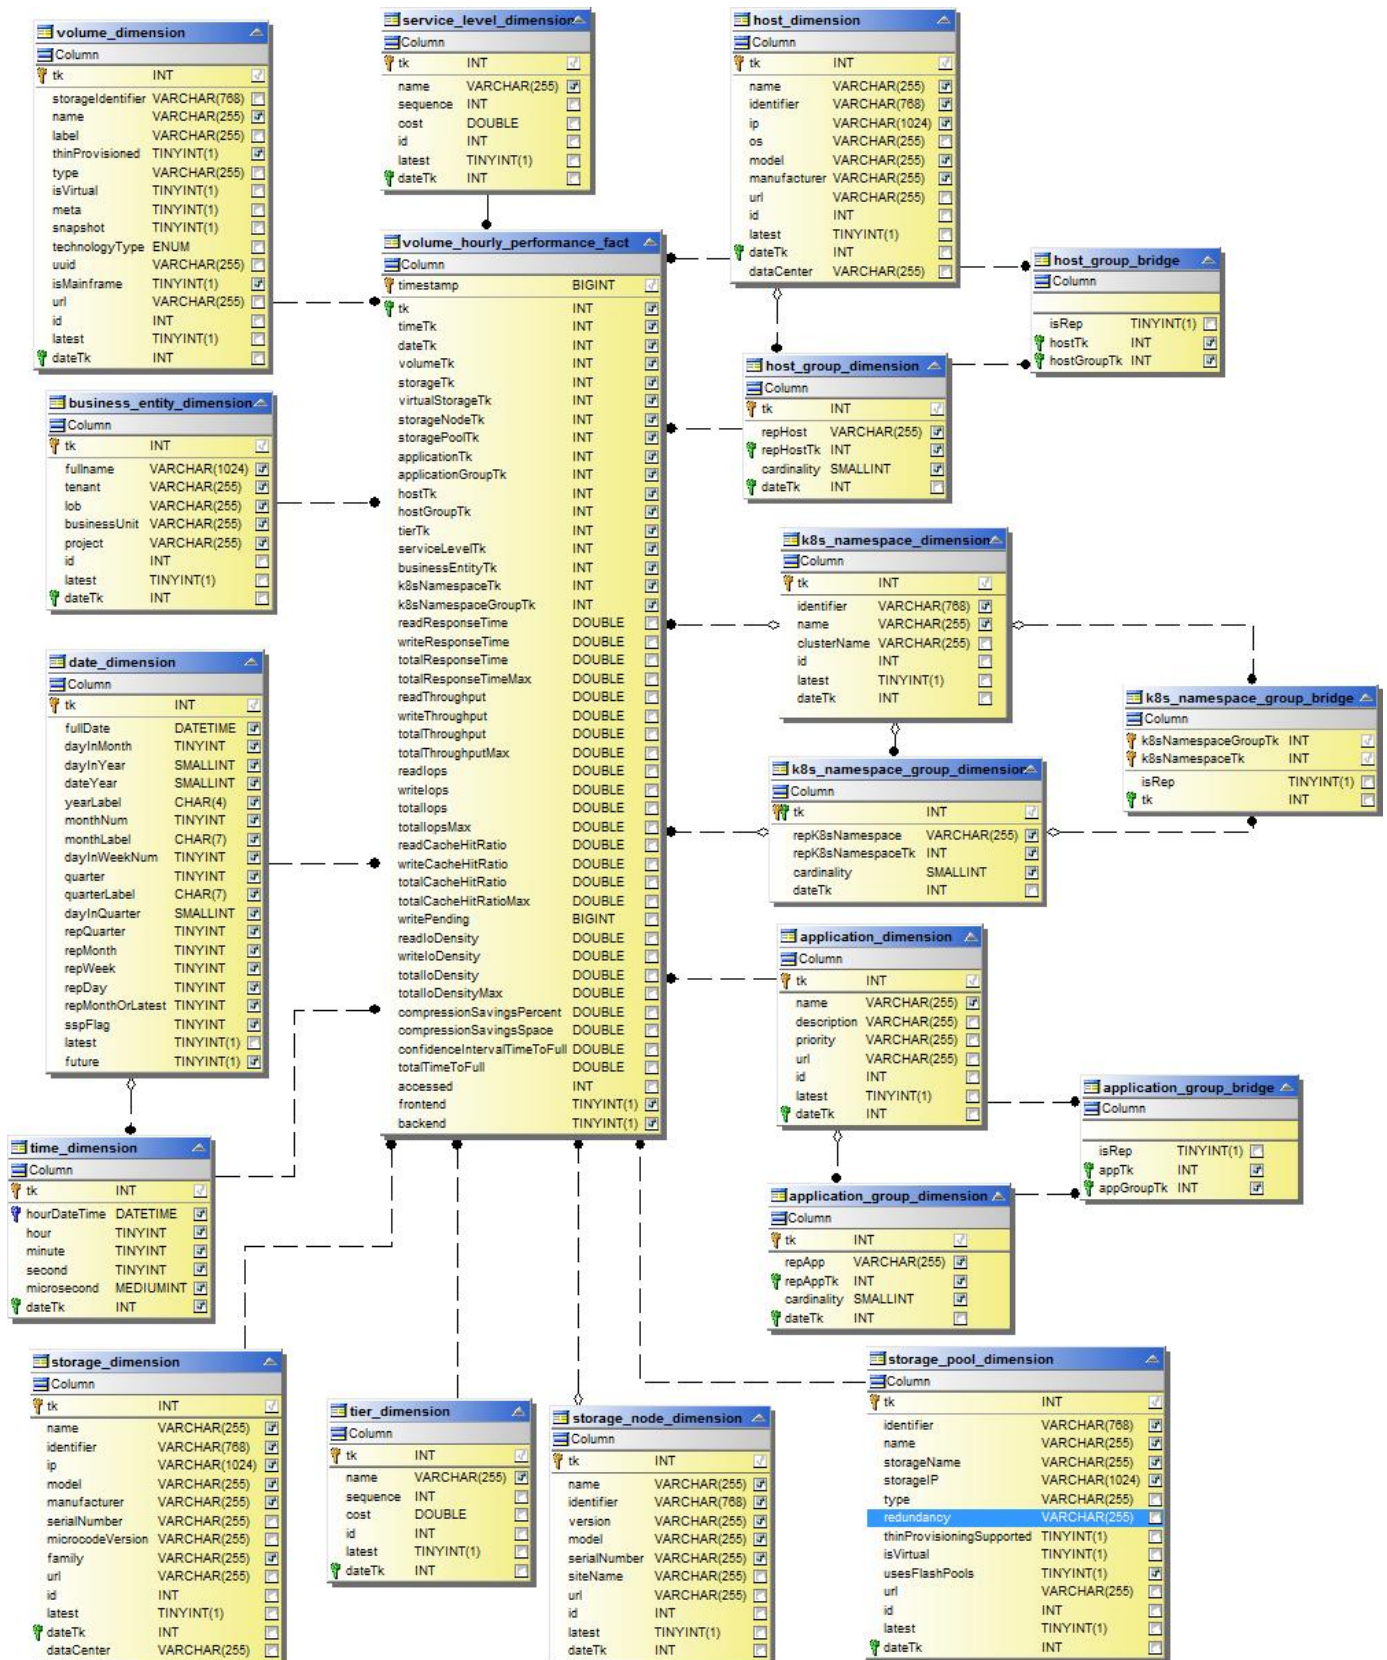 volume_dimension
Column
tk INT
storageIdentifier VARCHAR(768)
name VARCHAR(255)
label VARCHAR(255)
thinProvisioned TINYINT(1)
type VARCHAR(255)
isVirtual TINYINT(1)
meta TINYINT(1)
snapshot TINYINT(1)
technologyType ENUM
uuid VARCHAR(255)
isMainframe TINYINT(1)
url VARCHAR(255)
id INT
latest TINYINT(1)
dateTk INT
service_level_dimension
Column
tk INT
name VARCHAR(255)
sequence INT
cost DOUBLE
id INT
latest TINYINT(1)
dateTk INT
host_dimension
Column
tk INT
name VARCHAR(255)
identifier VARCHAR(768)
ip VARCHAR(1024)
os VARCHAR(255)
model VARCHAR(255)
manufacturer VARCHAR(255)
url VARCHAR(255)
id INT
latest TINYINT(1)
dateTk INT
dataCenter VARCHAR(255)
host_group_bridge
Column
isRep TINYINT(1)
hostTk INT
hostGroupTk INT
host_group_dimension
Column
tk INT
repHost VARCHAR(255)
repHostTk INT
cardinality SMALLINT
dateTk INT
volume_hourly_performance_fact
Column
timestamp BIGINT
tk INT
timeTk INT
dateTk INT
volumeTk INT
storageTk INT
virtualStorageTk INT
storageNodeTk INT
storagePoolTk INT
applicationTk INT
applicationGroupTk INT
hostTk INT
hostGroupTk INT
tierTk INT
serviceLevelTk INT
businessEntityTk INT
k8sNamespaceTk INT
k8sNamespaceGroupTk INT
readResponseTime DOUBLE
writeResponseTime DOUBLE
totalResponseTime DOUBLE
totalResponseTimeMax DOUBLE
readThroughput DOUBLE
writeThroughput DOUBLE
totalThroughput DOUBLE
totalThroughputMax DOUBLE
readIops DOUBLE
writeIops DOUBLE
totalIops DOUBLE
totalIopsMax DOUBLE
readCacheHitRatio DOUBLE
writeCacheHitRatio DOUBLE
totalCacheHitRatio DOUBLE
totalCacheHitRatioMax DOUBLE
writePending BIGINT
readIoDensity DOUBLE
writeIoDensity DOUBLE
totalIoDensity DOUBLE
totalIoDensityMax DOUBLE
compressionSavingsPercent DOUBLE
compressionSavingsSpace DOUBLE
confidenceIntervalTimeToFull DOUBLE
totalTimeToFull DOUBLE
accessed INT
frontend TINYINT(1)
backend TINYINT(1)
business_entity_dimension
Column
tk INT
fullname VARCHAR(1024)
tenant VARCHAR(255)
lob VARCHAR(255)
businessUnit VARCHAR(255)
project VARCHAR(255)
id INT
latest TINYINT(1)
dateTk INT
k8s_namespace_dimension
Column
tk INT
identifier VARCHAR(768)
name VARCHAR(255)
clusterName VARCHAR(255)
id INT
latest TINYINT(1)
dateTk INT
k8s_namespace_group_bridge
Column
k8sNamespaceGroupTk INT
k8sNamespaceTk INT
isRep TINYINT(1)
tk INT
k8s_namespace_group_dimension
Column
tk INT
repK8sNamespace VARCHAR(255)
repK8sNamespaceTk INT
cardinality SMALLINT
dateTk INT
date_dimension
Column
tk INT
fullDate DATETIME
dayInMonth TINYINT
dayInYear SMALLINT
dateYear SMALLINT
yearLabel CHAR(4)
monthNum TINYINT
monthLabel CHAR(7)
dayInWeekNum TINYINT
quarter TINYINT
quarterLabel CHAR(7)
dayInQuarter SMALLINT
repQuarter TINYINT
repMonth TINYINT
repWeek TINYINT
repDay TINYINT
repMonthOrLatest TINYINT
sspFlag TINYINT
latest TINYINT(1)
future TINYINT(1)
application_dimension
Column
tk INT
name VARCHAR(255)
description VARCHAR(255)
priority VARCHAR(255)
url VARCHAR(255)
id INT
latest TINYINT(1)
dateTk INT
application_group_bridge
Column
isRep TINYINT(1)
appTk INT
appGroupTk INT
time_dimension
Column
tk INT
hourDateTime DATETIME
hour TINYINT
minute TINYINT
second TINYINT
microsecond MEDIUMINT
dateTk INT
application_group_dimension
Column
tk INT
repApp VARCHAR(255)
repAppTk INT
cardinality SMALLINT
dateTk INT
storage_dimension
Column
tk INT
name VARCHAR(255)
identifier VARCHAR(768)
ip VARCHAR(1024)
model VARCHAR(255)
manufacturer VARCHAR(255)
serialNumber VARCHAR(255)
microcodeVersion VARCHAR(255)
family VARCHAR(255)
url VARCHAR(255)
id INT
latest TINYINT(1)
dateTk INT
dataCenter VARCHAR(255)
tier_dimension
Column
tk INT
name VARCHAR(255)
sequence INT
cost DOUBLE
id INT
latest TINYINT(1)
dateTk INT
storage_node_dimension
Column
tk INT
name VARCHAR(255)
identifier VARCHAR(768)
version VARCHAR(255)
model VARCHAR(255)
serialNumber VARCHAR(255)
siteName VARCHAR(255)
url VARCHAR(255)
id INT
latest TINYINT(1)
dateTk INT
storage_pool_dimension
Column
tk INT
identifier VARCHAR(768)
name VARCHAR(255)
storageName VARCHAR(255)
storageIP VARCHAR(1024)
type VARCHAR(255)
redundancy VARCHAR(255)
thinProvisioningSupported TINYINT(1)
isVirtual TINYINT(1)
usesFlashPools TINYINT(1)
url VARCHAR(255)
id INT
latest TINYINT(1)
dateTk INT